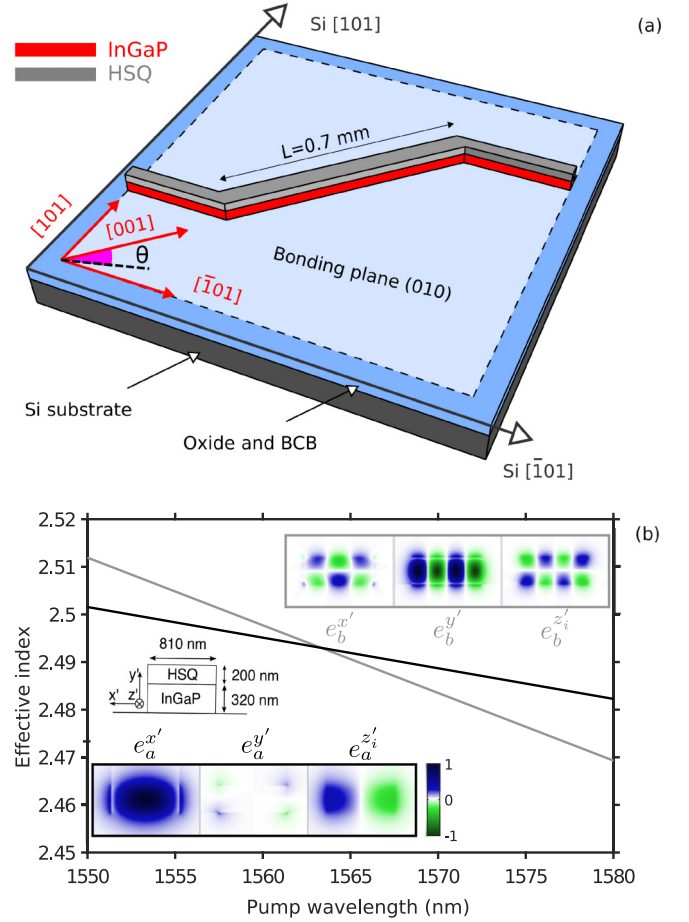 Si [101]
(a)
InGaP
HSQ
L=0.7 mm
[101]
[001]
θ
[1̄01]
Bonding plane (010)
Si substrate
Oxide and BCB
Si [1̄01]
(b)
2.52
2.51
2.5
2.49
2.48
2.47
2.46
2.45
Effective index
e_b^{x'} e_b^{y'} e_b^{z'_i}
810 nm
y'
x' z'
HSQ
InGaP
200 nm
320 nm
e_a^{x'} e_a^{y'} e_a^{z'_i}
1
0
-1
1550 1555 1560 1565 1570 1575 1580
Pump wavelength (nm)